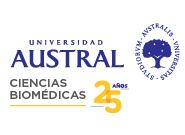 UNIVERSIDAD
AUSTRAL
STVDIORVM · AVSTRALIS · VNIVERSITAS
CIENCIAS
BIOMÉDICAS
25 AÑOS